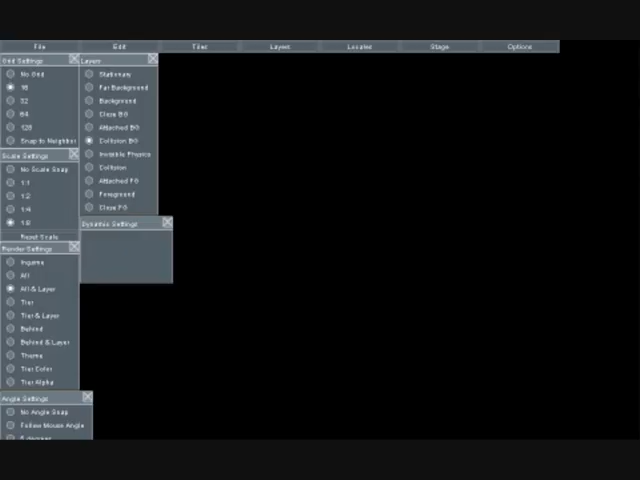 File Edit Tiles Layers Locater Stage Options
Grid Settings
No Grid
16
32
64
128
Snap to Neighbor
Scale Settings
No Scale Snap
1:1
1:2
1:4
1:8
Reset Scale
Render Settings
Ingame
All
All & Layer
Tier
Tier & Layer
Behind
Behind & Layer
Theme
Tier Color
Tier Alpha
Angle Settings
No Angle Snap
Follow Mouse Angle
5 degrees
Layers
Stationary
Far Background
Background
Close BG
Attached BG
Collision BG
Invisible Physics
Collision
Attached FG
Foreground
Close FG
Dynamic Settings